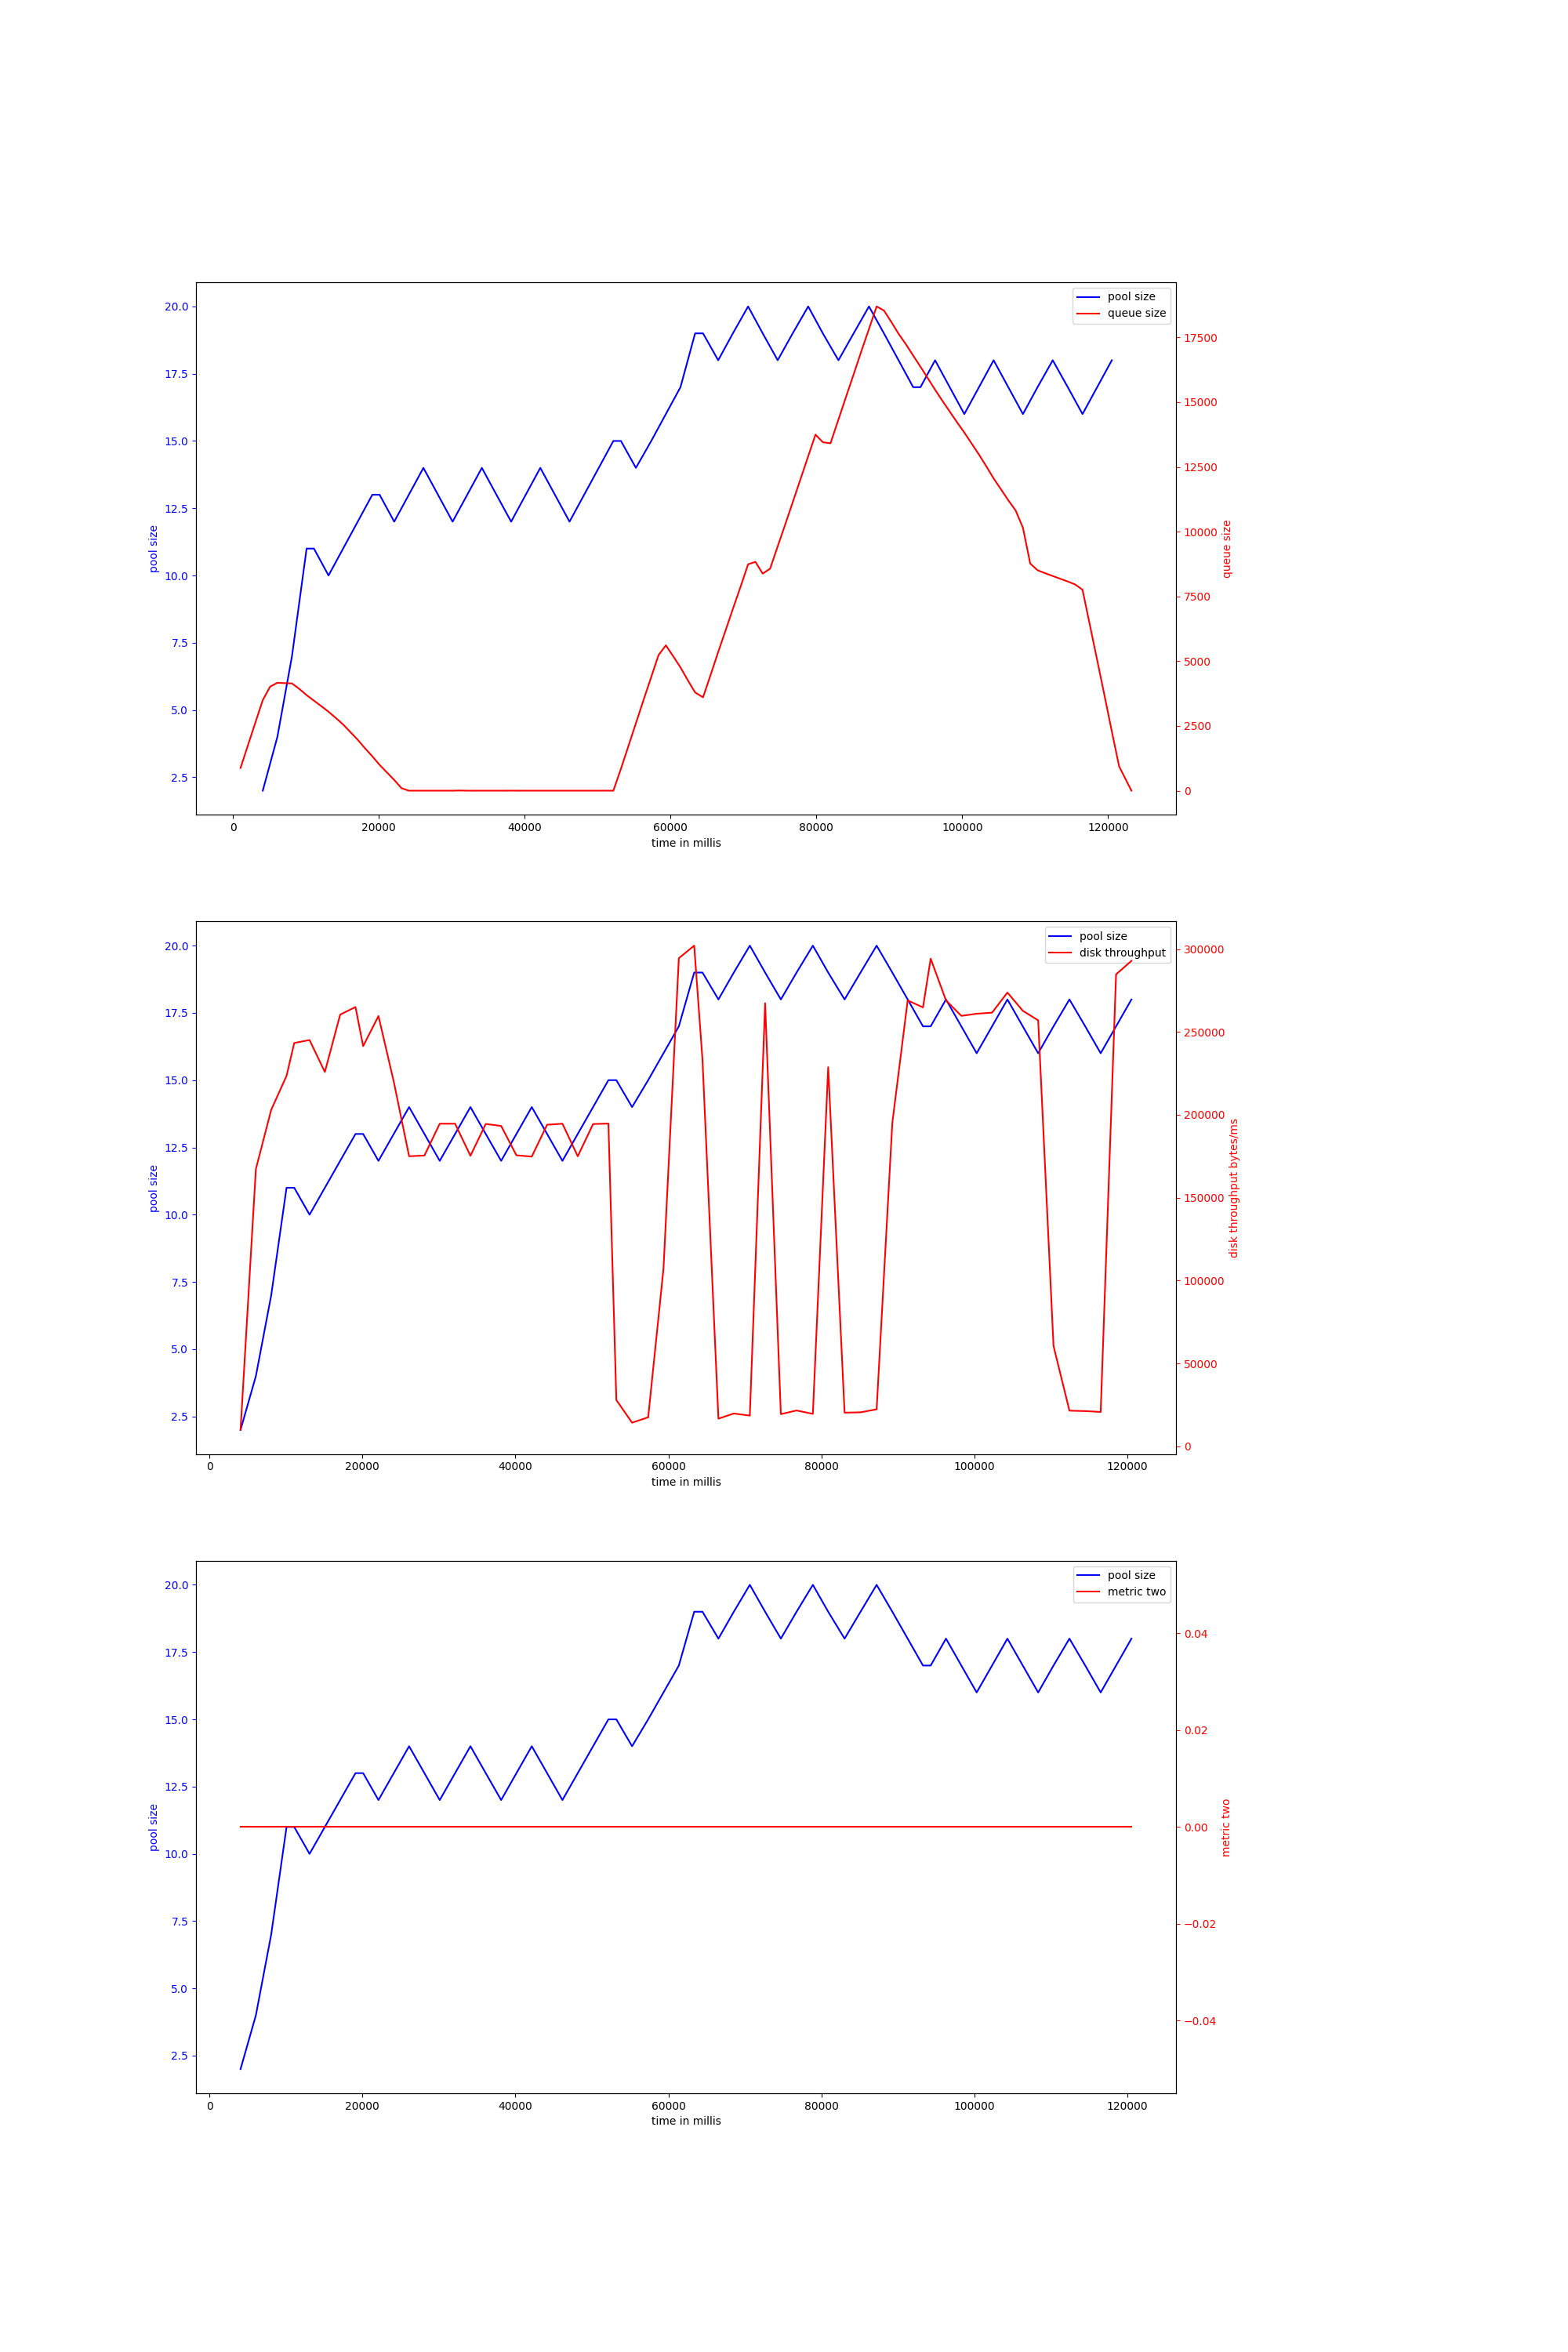 pool size
queue size
20.0
17.5
15.0
12.5
10.0
7.5
5.0
2.5
pool size
17500
15000
12500
10000
7500
5000
2500
0
queue size
0 20000 40000 60000 80000 100000 120000
time in millis
pool size
disk throughput
20.0
17.5
15.0
12.5
10.0
7.5
5.0
2.5
pool size
300000
250000
200000
150000
100000
50000
0
disk throughput bytes/ms
0 20000 40000 60000 80000 100000 120000
time in millis
pool size
metric two
20.0
17.5
15.0
12.5
10.0
7.5
5.0
2.5
pool size
0.04
0.02
0.00
−0.02
−0.04
metric two
0 20000 40000 60000 80000 100000 120000
time in millis